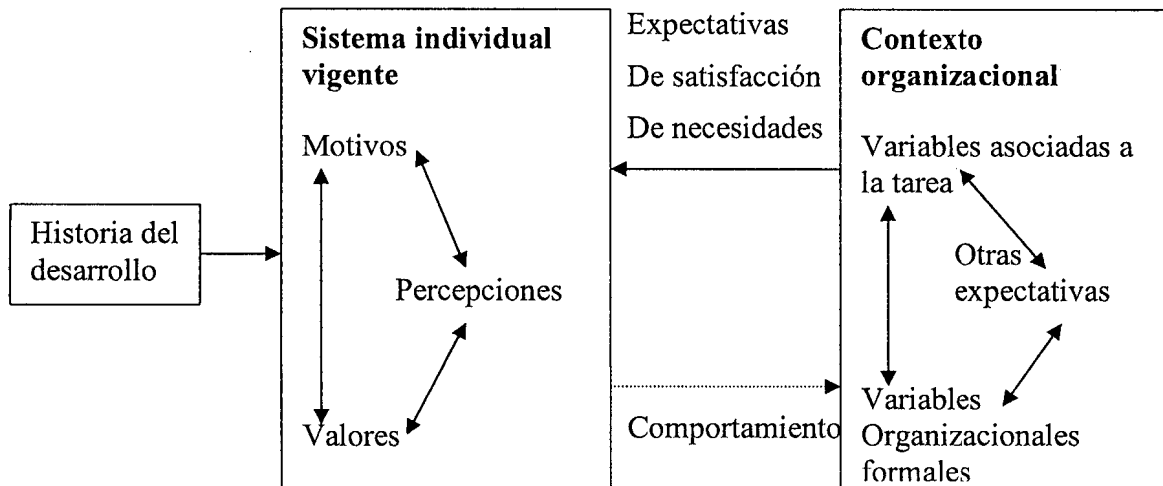 Historia del
desarrollo
Sistema individual
vigente
Motivos
Percepciones
Valores
Expectativas
De satisfacción
De necesidades
Comportamiento
Contexto
organizacional
Variables asociadas a
la tarea
Otras
expectativas
Variables
Organizacionales
formales